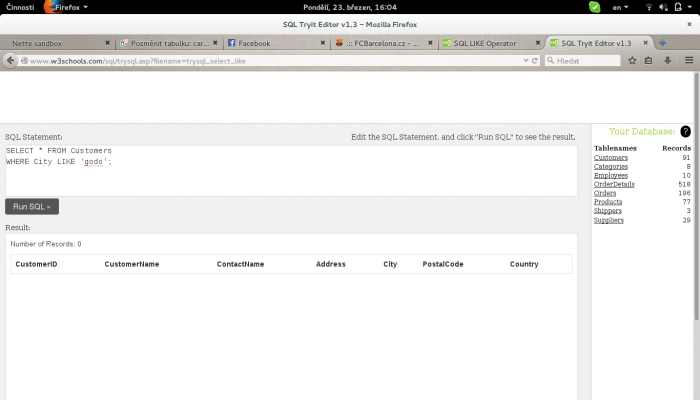 Činnosti Firefox Pondělí, 23. březen, 16:04 en
SQL Tryit Editor v1.3 - Mozilla Firefox
Nette sandbox Pozměnit tabulku: car... Facebook .:: FCBarcelona.cz - ... SQL LIKE Operator SQL Tryit Editor v1.3
www.w3schools.com/sql/trysql.asp?filename=trysql_select_like Hledat
SQL Statement: Edit the SQL Statement, and click "Run SQL" to see the result.
SELECT * FROM Customers
WHERE City LIKE 'godo';
Run SQL »
Result:
Number of Records: 0
CustomerID CustomerName ContactName Address City PostalCode Country
Your Database: ?
Tablenames Records
Customers 91
Categories 8
Employees 10
OrderDetails 518
Orders 196
Products 77
Shippers 3
Suppliers 29